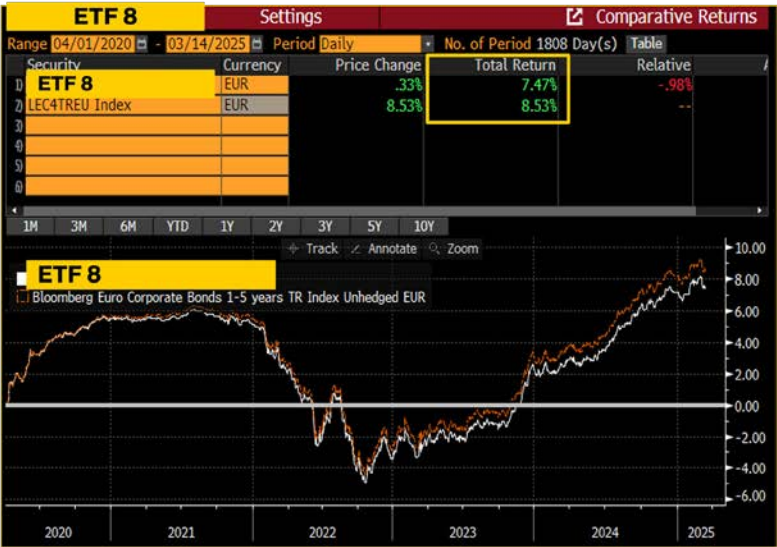 ETF 8 Settings Comparative Returns
Range 04/01/2020 - 03/14/2025 Period Daily No. of Period 1808 Day(s) Table
Security Currency Price Change Total Return Relative
1) ETF 8 EUR .33% 7.47% -.98%
2) LEC4TREU Index EUR 8.53% 8.53% --
3)
4)
5)
6)
1M 3M 6M YTD 1Y 2Y 3Y 5Y 10Y
Track Annotate Zoom
ETF 8
Bloomberg Euro Corporate Bonds 1-5 years TR Index Unhedged EUR
10.00
8.00
6.00
4.00
2.00
0.00
-2.00
-4.00
-6.00
2020 2021 2022 2023 2024 2025